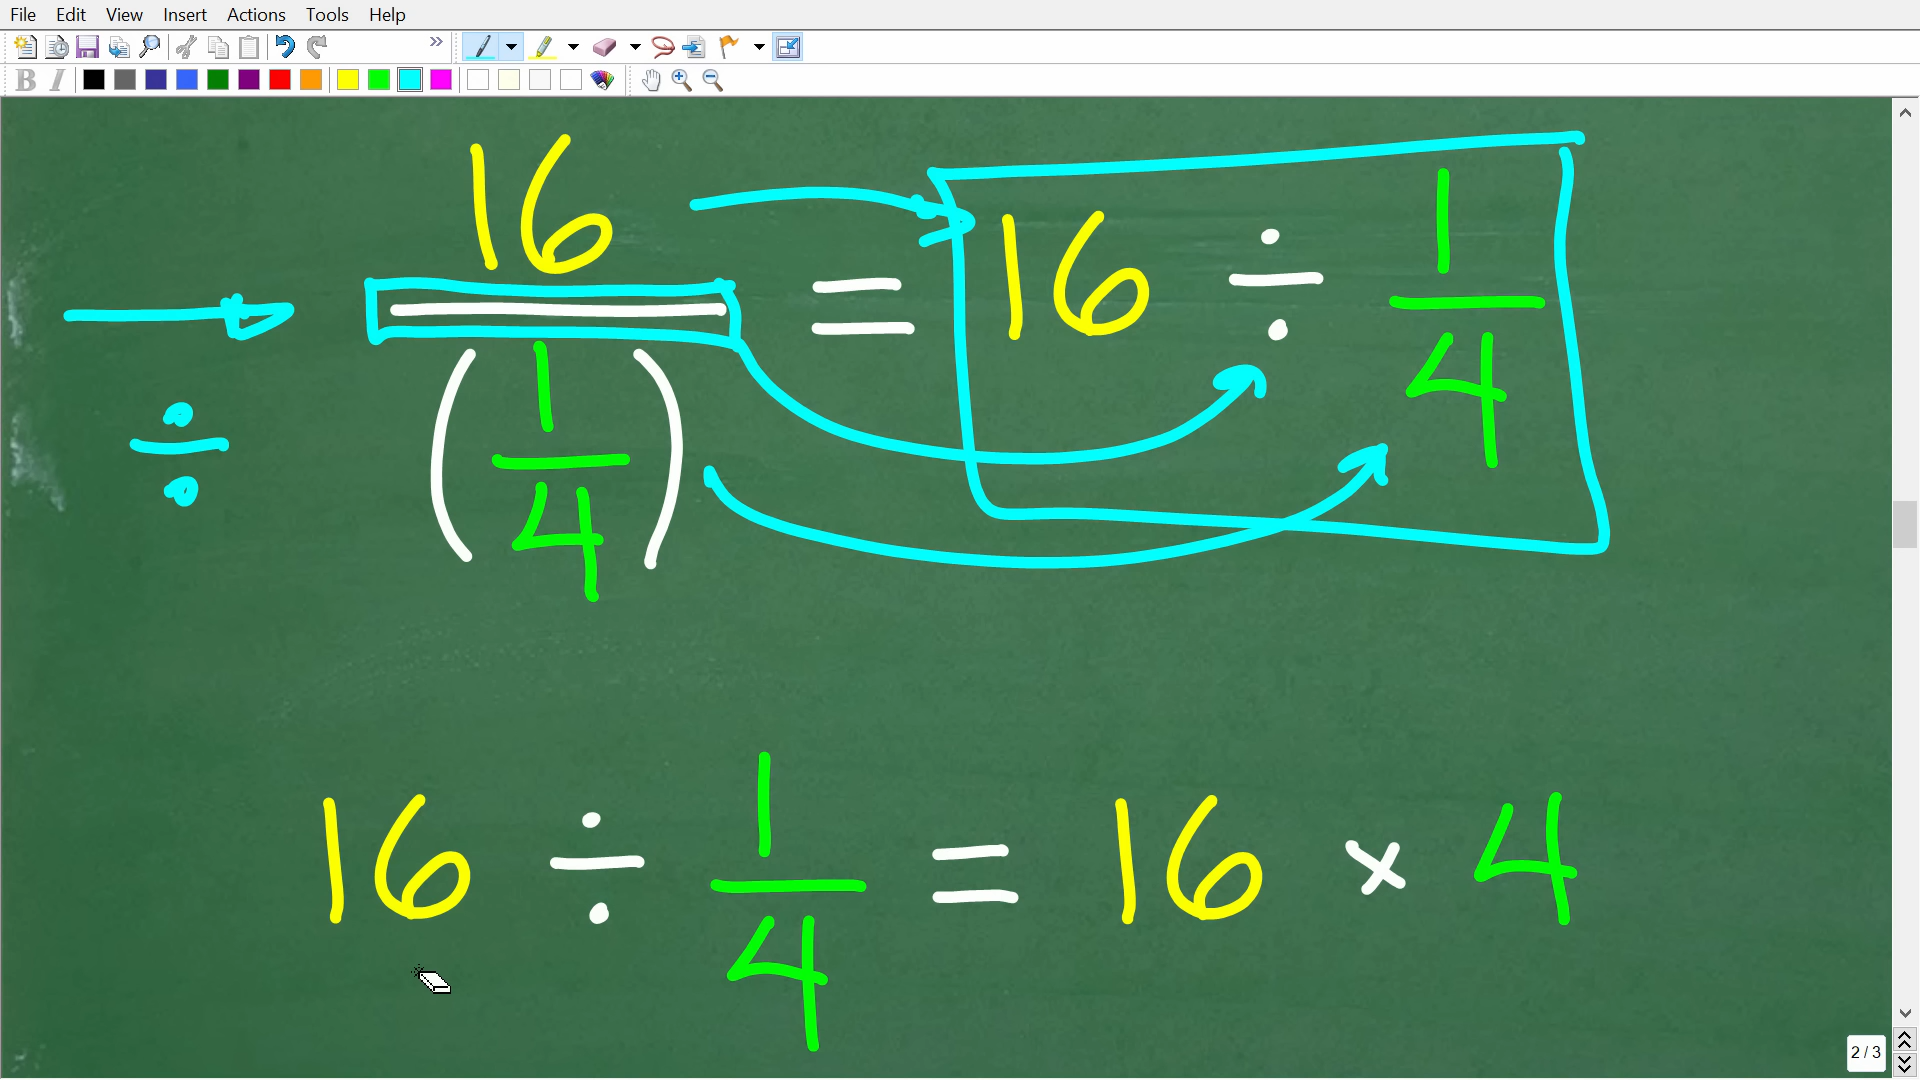 File Edit View Insert Actions Tools Help
B I
16 / (1/4) = 16 ÷ 1/4
÷
16 ÷ 1/4 = 16 × 4
2 / 3